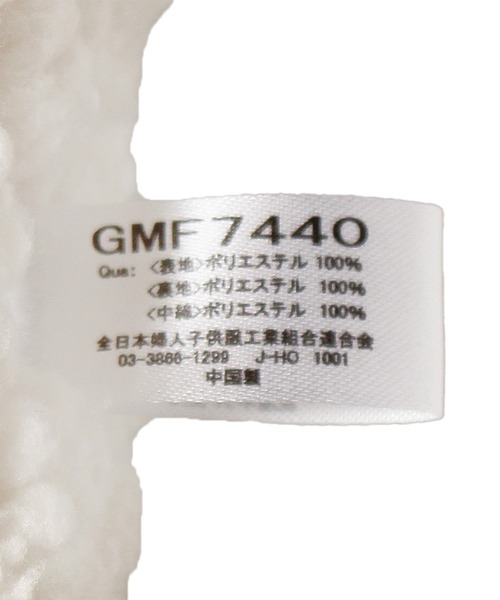 GMF7440
Qua: <表地>ポリエステル 100%
<裏地>ポリエステル 100%
<中綿>ポリエステル 100%
全日本婦人子供服工業組合連合会
03-3866-1299 J-HO 1001
中国製